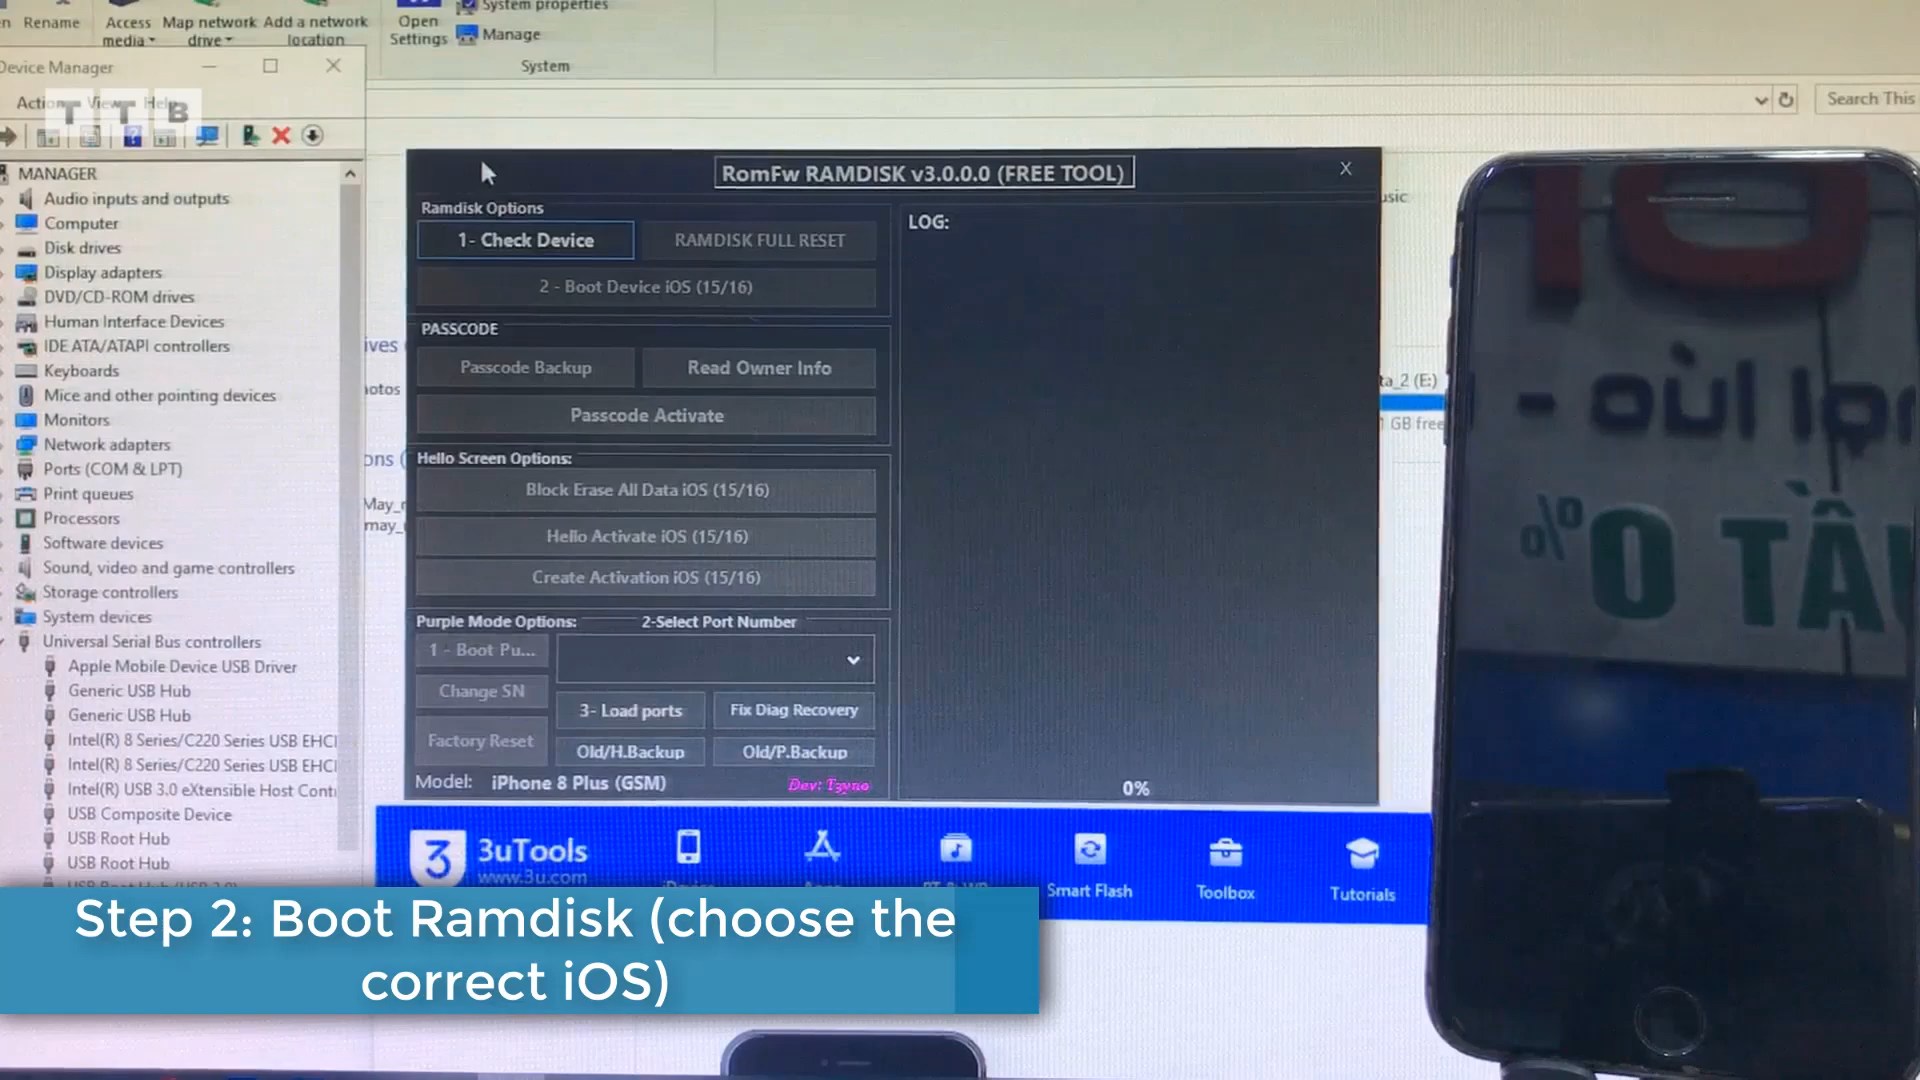 Rename
Access
media
Map network
drive
Add a network
location
Open
Settings
System properties
Manage
System
Device Manager
Action View Help
T T B
Search This
MANAGER
Audio inputs and outputs
Computer
Disk drives
Display adapters
DVD/CD-ROM drives
Human Interface Devices
IDE ATA/ATAPI controllers
Keyboards
Mice and other pointing devices
Monitors
Network adapters
Ports (COM & LPT)
Print queues
Processors
Software devices
Sound, video and game controllers
Storage controllers
System devices
Universal Serial Bus controllers
Apple Mobile Device USB Driver
Generic USB Hub
Generic USB Hub
Intel(R) 8 Series/C220 Series USB EHCI
Intel(R) 8 Series/C220 Series USB EHCI
Intel(R) USB 3.0 eXtensible Host Contr
USB Composite Device
USB Root Hub
USB Root Hub
RomFw RAMDISK v3.0.0.0 (FREE TOOL)
X
Ramdisk Options
1- Check Device
RAMDISK FULL RESET
2 - Boot Device iOS (15/16)
PASSCODE
Passcode Backup
Read Owner Info
Passcode Activate
Hello Screen Options:
Block Erase All Data iOS (15/16)
Hello Activate iOS (15/16)
Create Activation iOS (15/16)
Purple Mode Options:
2-Select Port Number
1 - Boot Pu...
Change SN
3- Load ports
Fix Diag Recovery
Factory Reset
Old/H.Backup
Old/P.Backup
Model: iPhone 8 Plus (GSM)
Dev: T3yno
LOG:
0%
ta_2 (E:)
GB free
3
3uTools
www.3u.com
Smart Flash
Toolbox
Tutorials
Step 2: Boot Ramdisk (choose the
correct iOS)